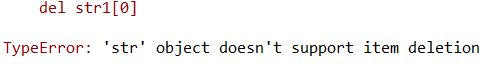 del str1[0]
TypeError: 'str' object doesn't support item deletion